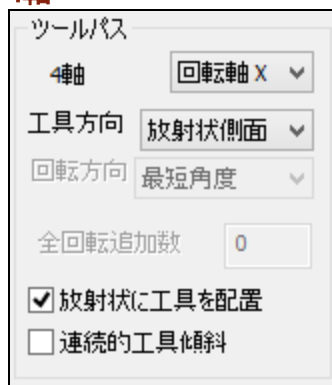 ツールパス
4軸 回転軸 X
工具方向 放射状側面
回転方向 最短角度
全回転追加数 0
放射状に工具を配置
連続的工具傾斜